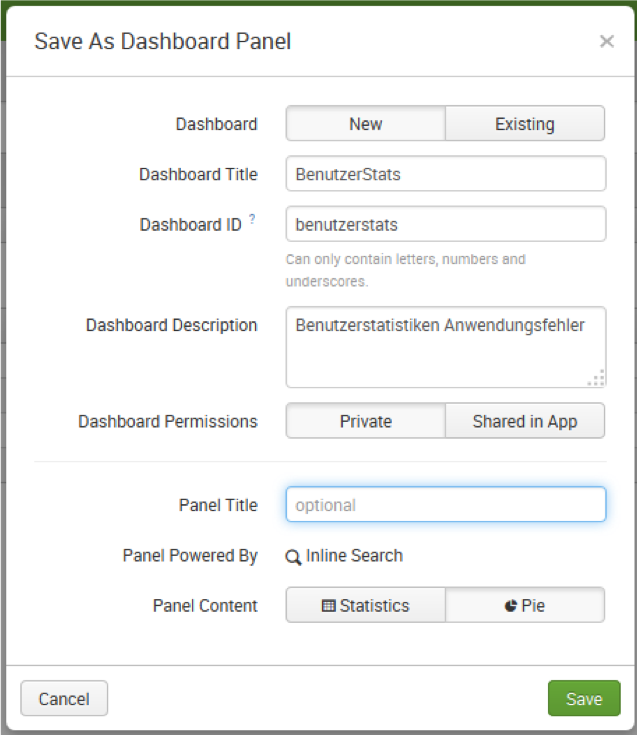 Save As Dashboard Panel ×
Dashboard New Existing
Dashboard Title BenutzerStats
Dashboard ID ? benutzerstats
Can only contain letters, numbers and
underscores.
Dashboard Description Benutzerstatistiken Anwendungsfehler
Dashboard Permissions Private Shared in App
Panel Title optional
Panel Powered By Inline Search
Panel Content Statistics Pie
Cancel Save